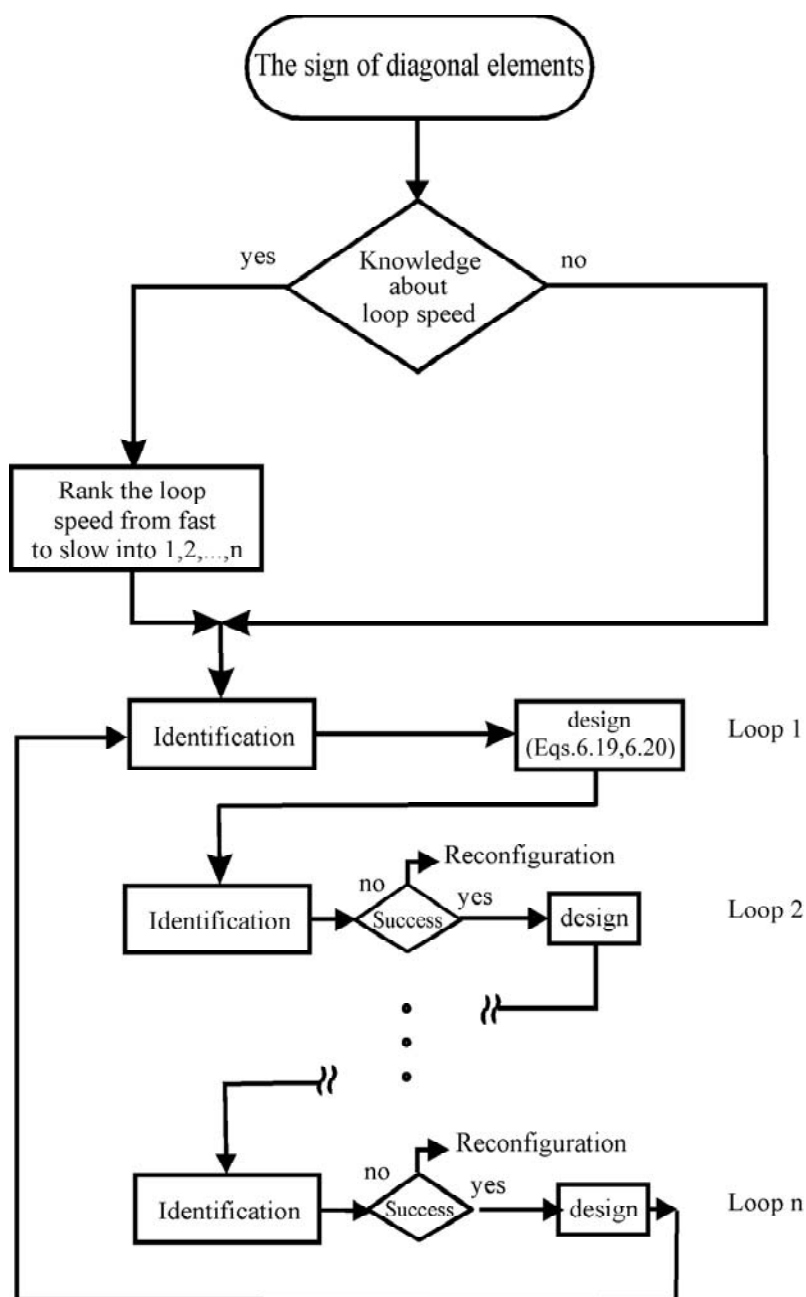 The sign of diagonal elements
yes
Knowledge
about
loop speed
no
Rank the loop
speed from fast
to slow into 1,2,...,n
Identification
design
(Eqs.6.19,6.20)
Loop 1
Reconfiguration
no
yes
Identification
Success
design
Loop 2
Reconfiguration
no
yes
Identification
Success
design
Loop n